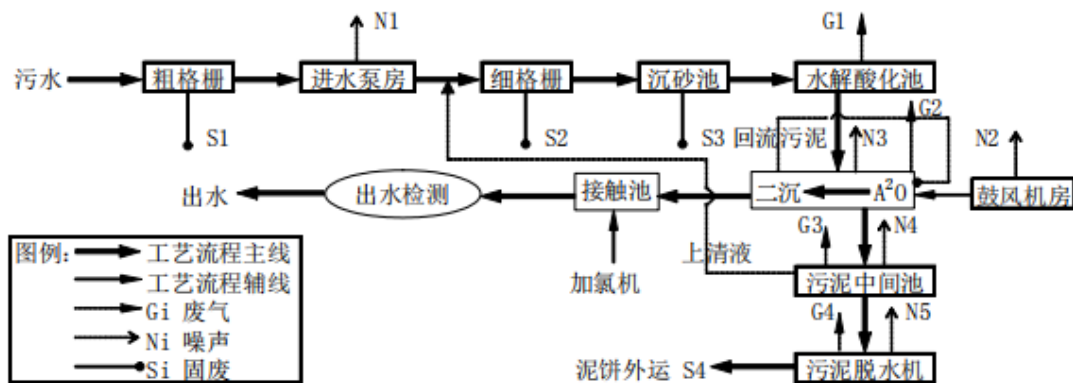 N1
G1
污水 粗格栅 进水泵房 细格栅 沉砂池 水解酸化池
G2
S1 S2 S3 回流污泥 N3 N2
出水 出水检测 接触池 二沉 A²O 鼓风机房
G3 N4
图例: 工艺流程主线 上清液
工艺流程辅线 加氯机 污泥中间池
Gi 废气 G4 N5
Ni 噪声
Si 固废 泥饼外运 S4 污泥脱水机